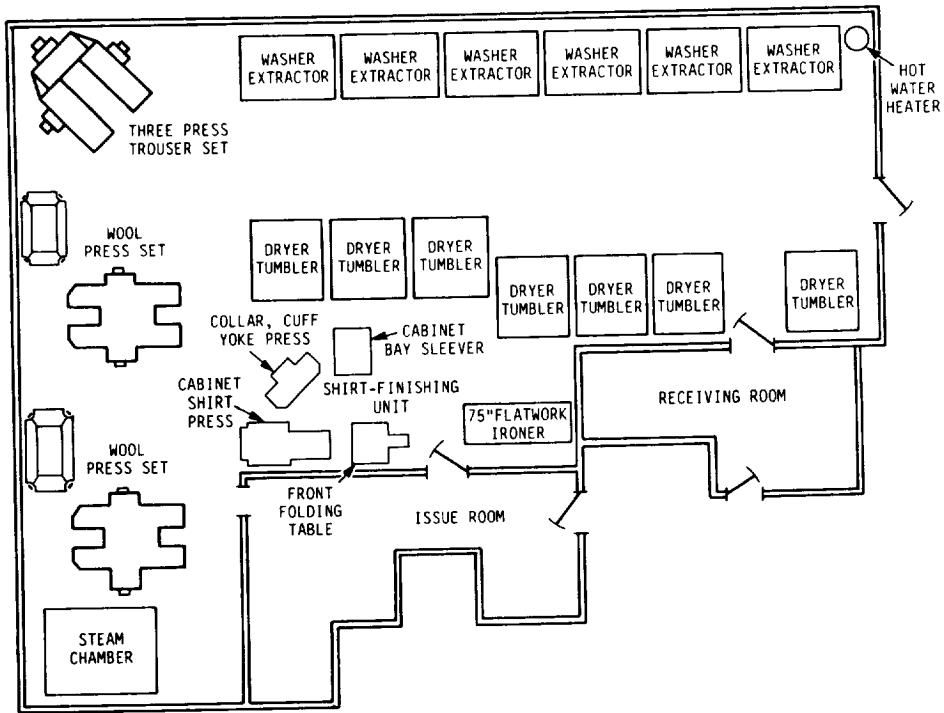 WASHER
EXTRACTOR
WASHER
EXTRACTOR
WASHER
EXTRACTOR
WASHER
EXTRACTOR
WASHER
EXTRACTOR
WASHER
EXTRACTOR
HOT
WATER
HEATER
THREE PRESS
TROUSER SET
WOOL
PRESS SET
DRYER
TUMBLER
DRYER
TUMBLER
DRYER
TUMBLER
DRYER
TUMBLER
DRYER
TUMBLER
DRYER
TUMBLER
DRYER
TUMBLER
COLLAR, CUFF
YOKE PRESS
CABINET
BAY SLEEVER
CABINET
SHIRT
PRESS
SHIRT-FINISHING
UNIT
75"FLATWORK
IRONER
RECEIVING ROOM
WOOL
PRESS SET
FRONT
FOLDING
TABLE
ISSUE ROOM
STEAM
CHAMBER